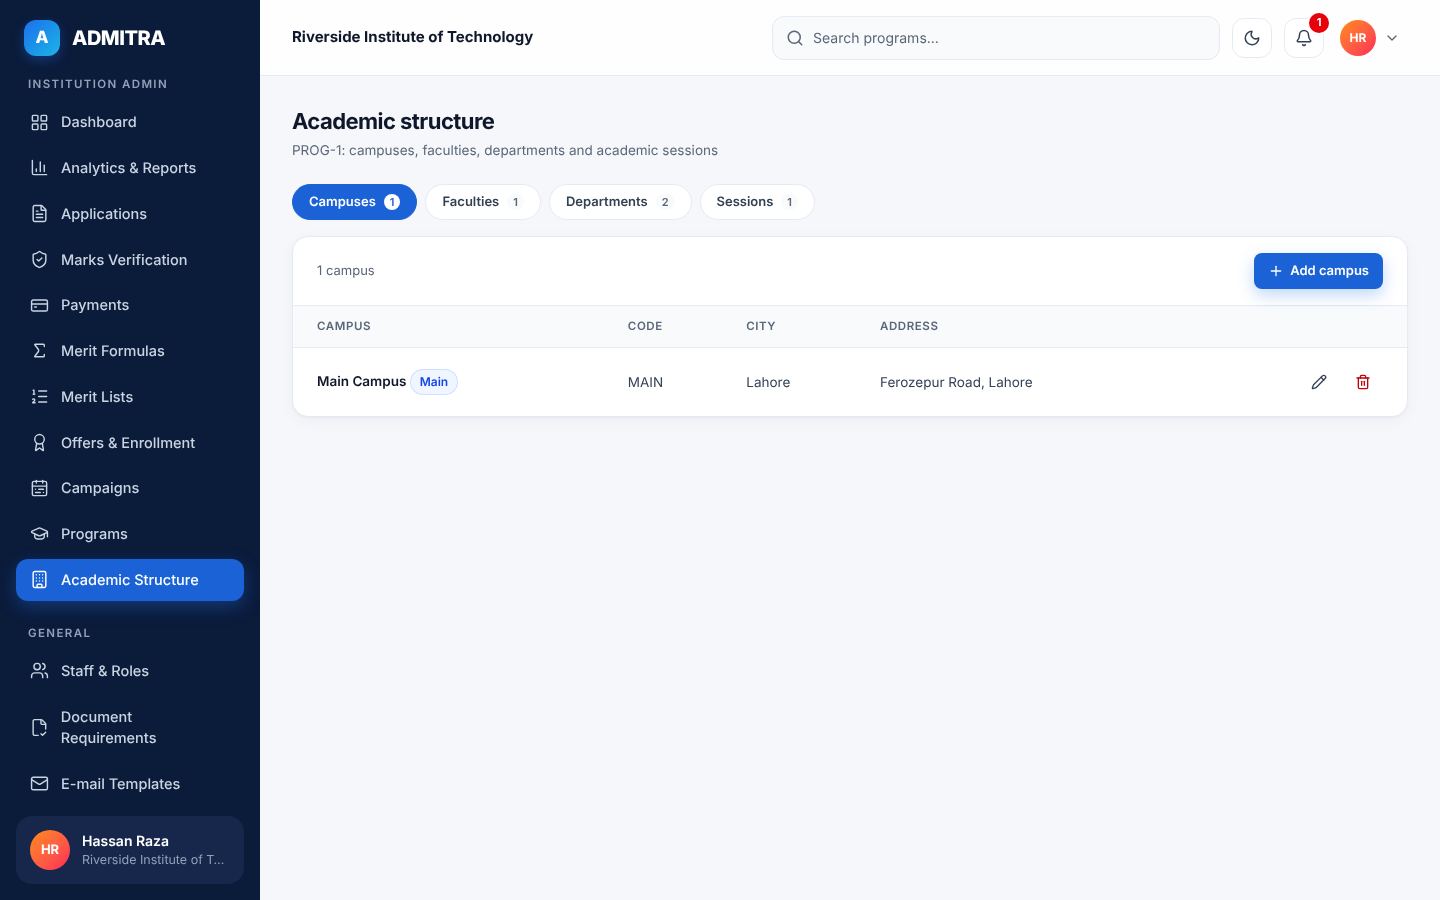 A ADMITRA
INSTITUTION ADMIN
Dashboard
Analytics & Reports
Applications
Marks Verification
Payments
Merit Formulas
Merit Lists
Offers & Enrollment
Campaigns
Programs
Academic Structure
GENERAL
Staff & Roles
Document
Requirements
E-mail Templates
HR
Hassan Raza
Riverside Institute of T...
Riverside Institute of Technology
Search programs...
1
HR
Academic structure
PROG-1: campuses, faculties, departments and academic sessions
Campuses 1
Faculties 1
Departments 2
Sessions 1
1 campus
Add campus
CAMPUS CODE CITY ADDRESS
Main Campus Main MAIN Lahore Ferozepur Road, Lahore